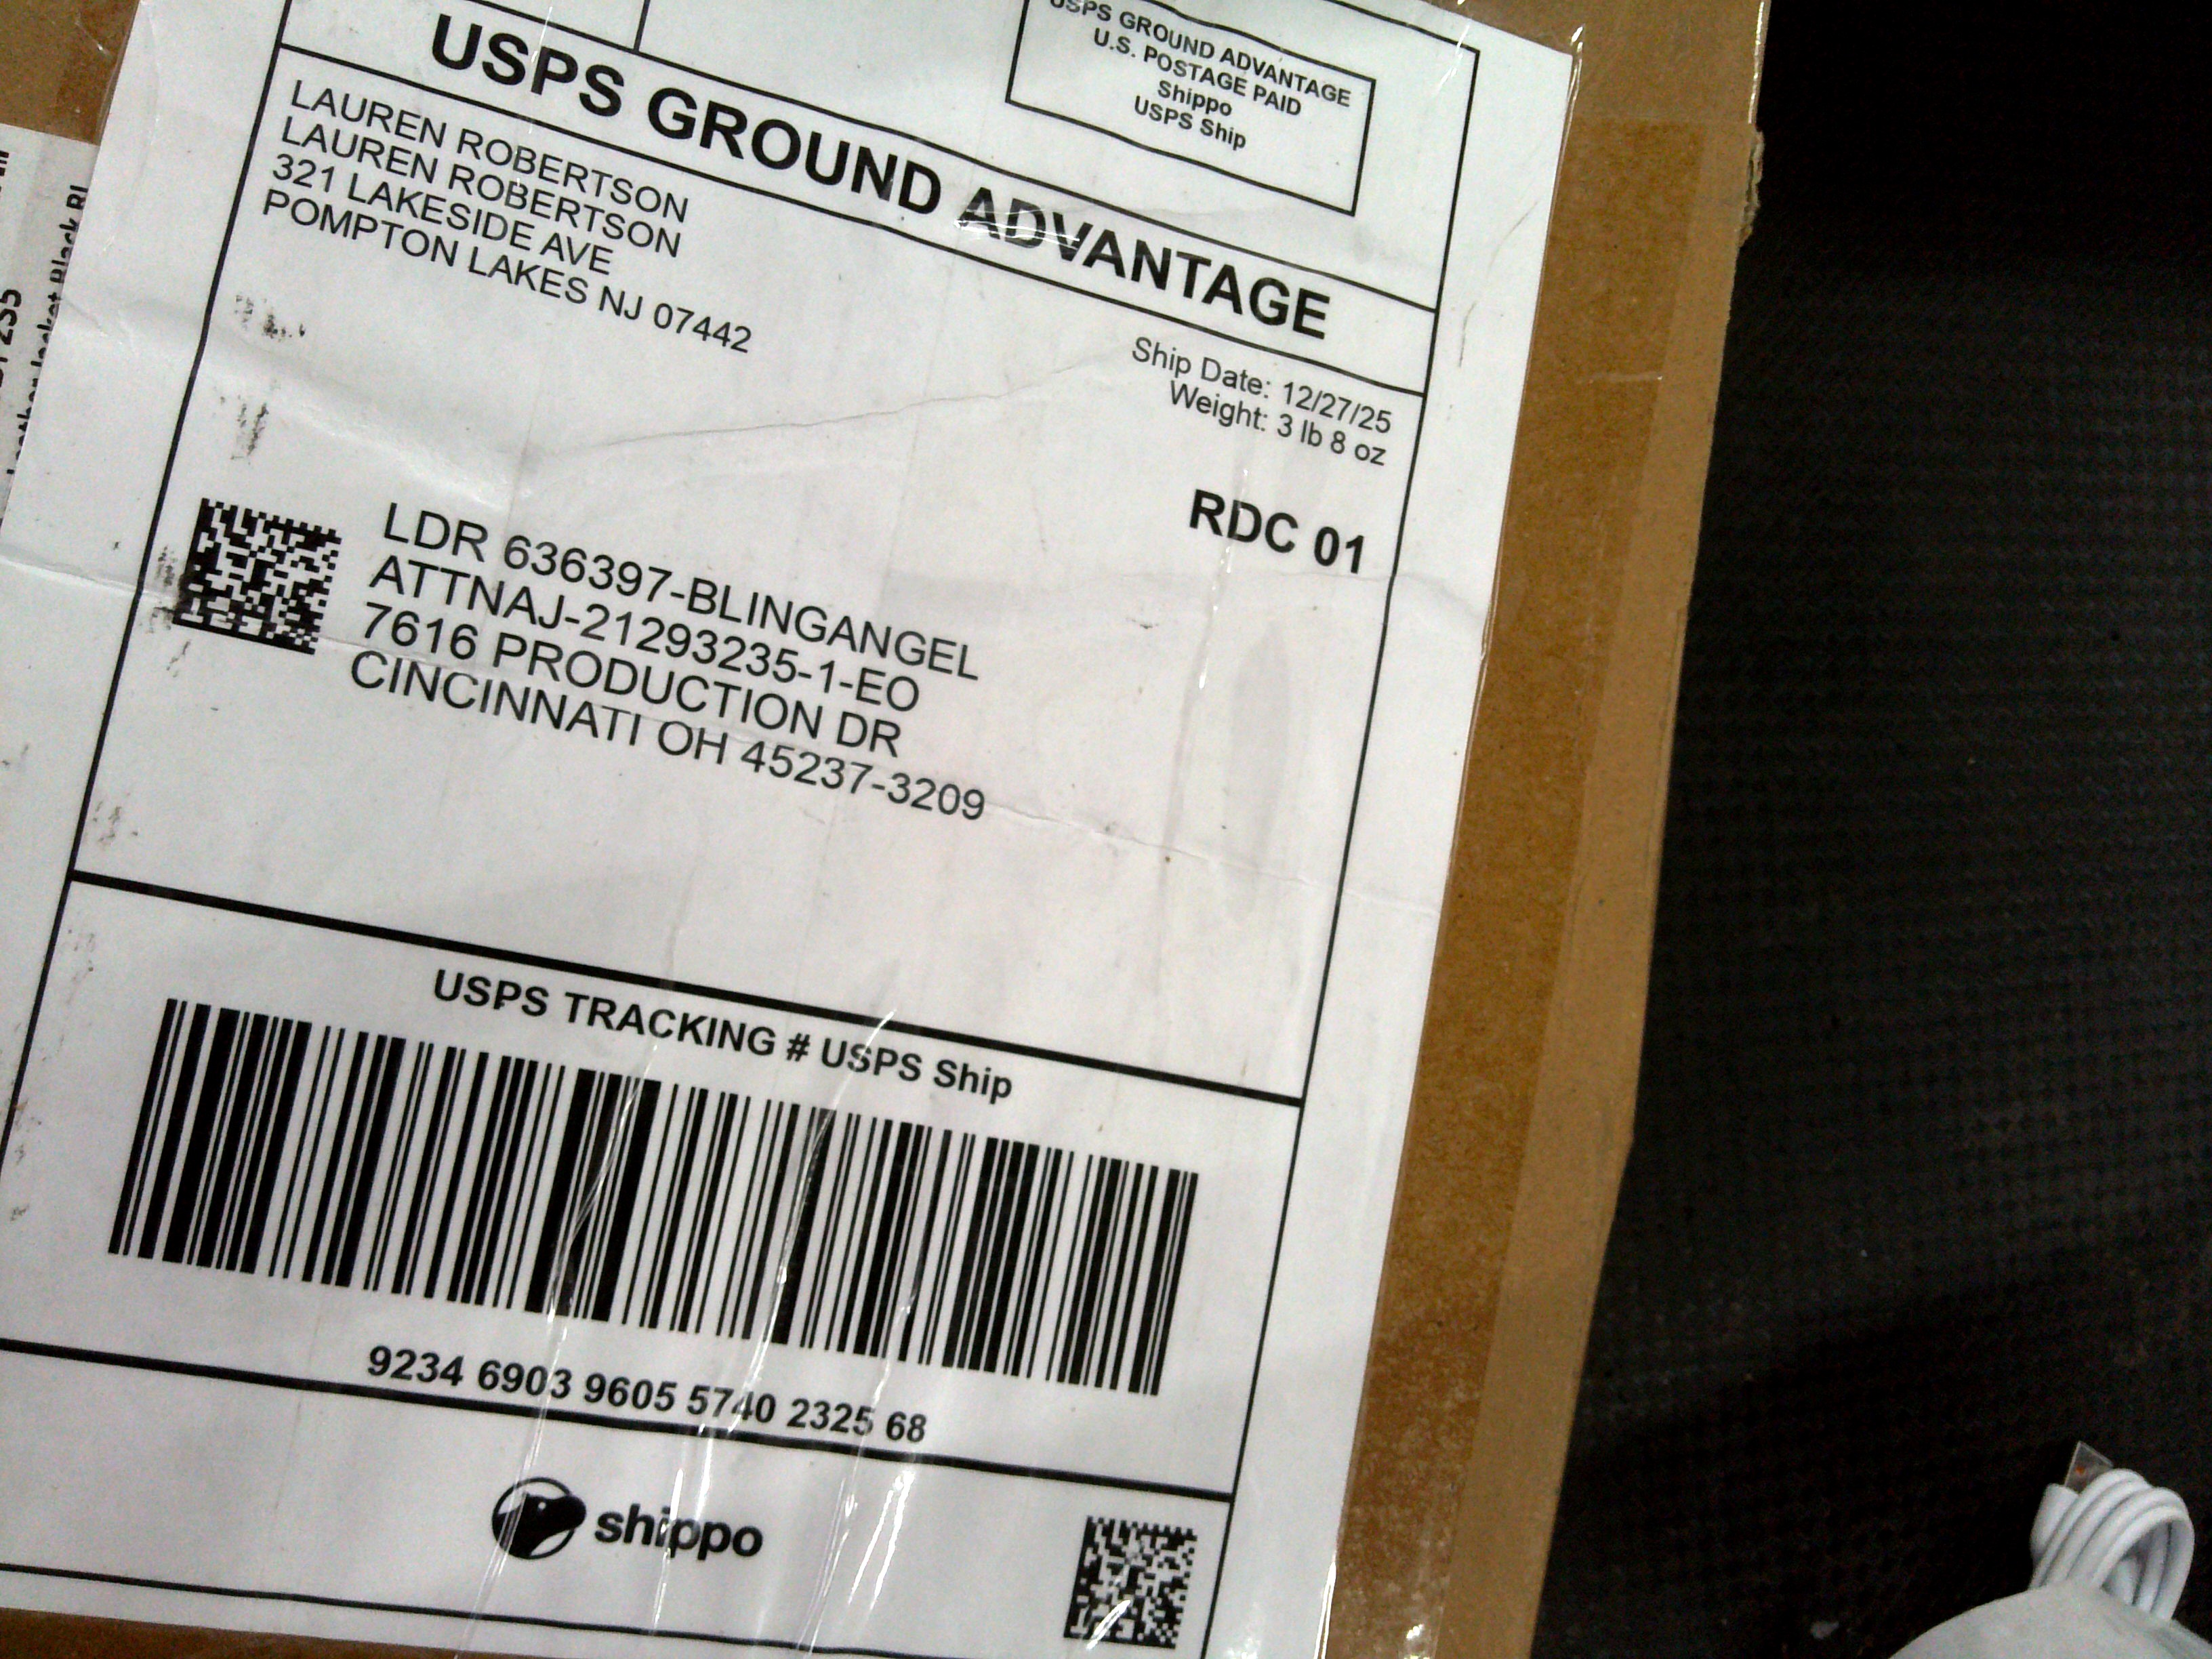 USPS GROUND ADVANTAGE
U.S. POSTAGE PAID
Shippo
USPS Ship
USPS GROUND ADVANTAGE
LAUREN ROBERTSON
LAUREN ROBERTSON
321 LAKESIDE AVE
POMPTON LAKES NJ 07442
Ship Date: 12/27/25
Weight: 3 lb 8 oz
RDC 01
LDR 636397-BLINGANGEL
ATTNAJ-21293235-1-EO
7616 PRODUCTION DR
CINCINNATI OH 45237-3209
USPS TRACKING # USPS Ship
9234 6903 9605 5740 2325 68
shippo
Jacket Black